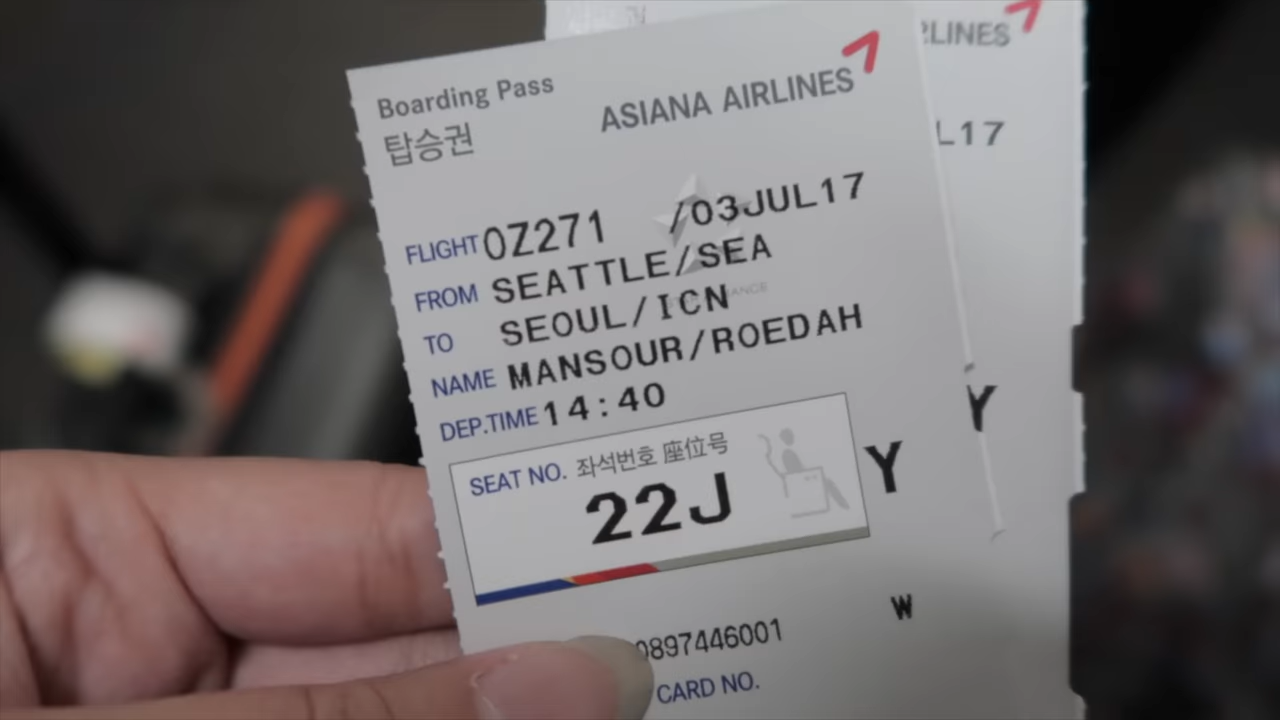 Boarding Pass
탑승권
ASIANA AIRLINES
FLIGHT OZ271 /03JUL17
FROM SEATTLE/SEA
TO SEOUL/ICN
NAME MANSOUR/ROEDAH
DEP.TIME 14:40
SEAT NO. 좌석번호 座位号
22J
Y
W
0897446001
CARD NO.
RLINES
L17
Y